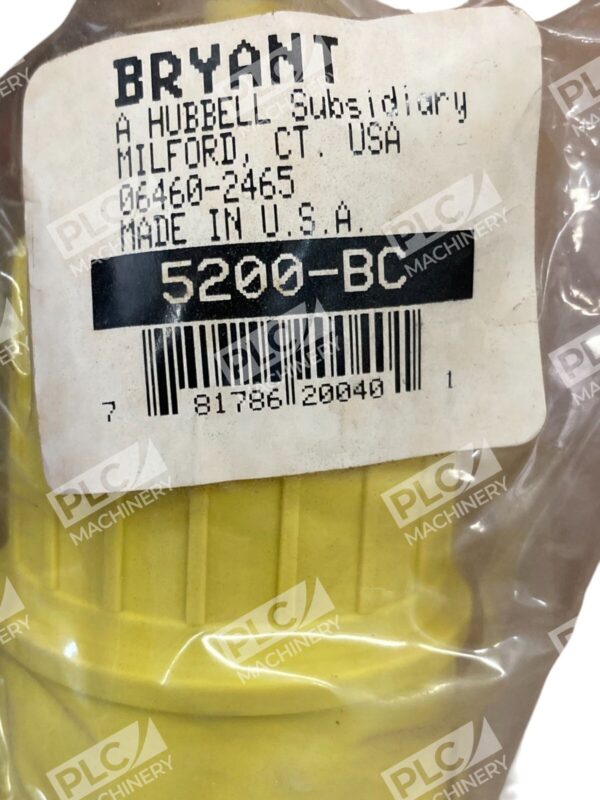 BRYANT
A HUBBELL Subsidiary
MILFORD, CT. USA
06460-2465
MADE IN U.S.A.
5200-BC
7 81786 20040 1
PLC MACHINERY